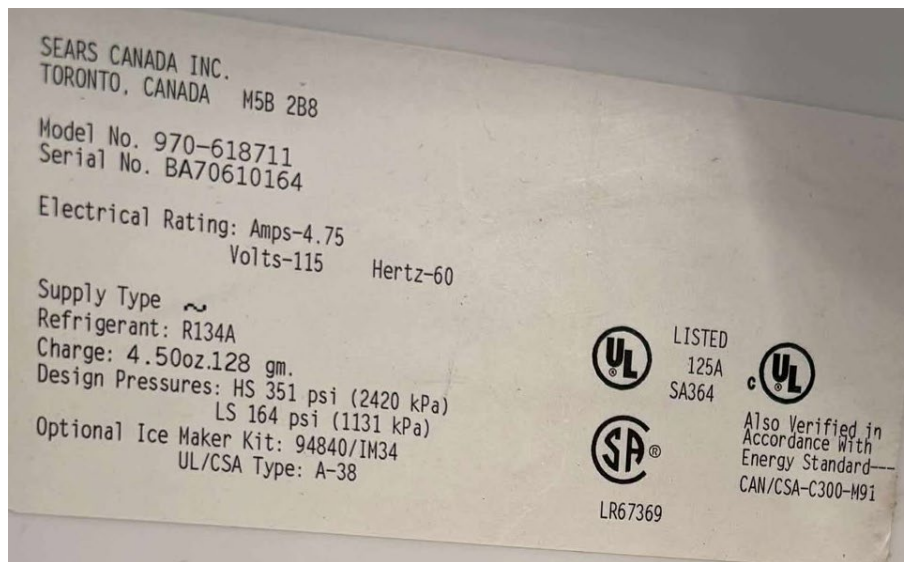 SEARS CANADA INC.
TORONTO, CANADA M5B 2B8
Model No. 970-618711
Serial No. BA70610164
Electrical Rating: Amps-4.75
Volts-115 Hertz-60
Supply Type ~
Refrigerant: R134A
Charge: 4.50oz.128 gm.
Design Pressures: HS 351 psi (2420 kPa)
LS 164 psi (1131 kPa)
Optional Ice Maker Kit: 94840/IM34
UL/CSA Type: A-38
UL ®
LISTED
125A
SA364
c UL ®
SA ®
LR67369
Also Verified in
Accordance With
Energy Standard---
CAN/CSA-C300-M91